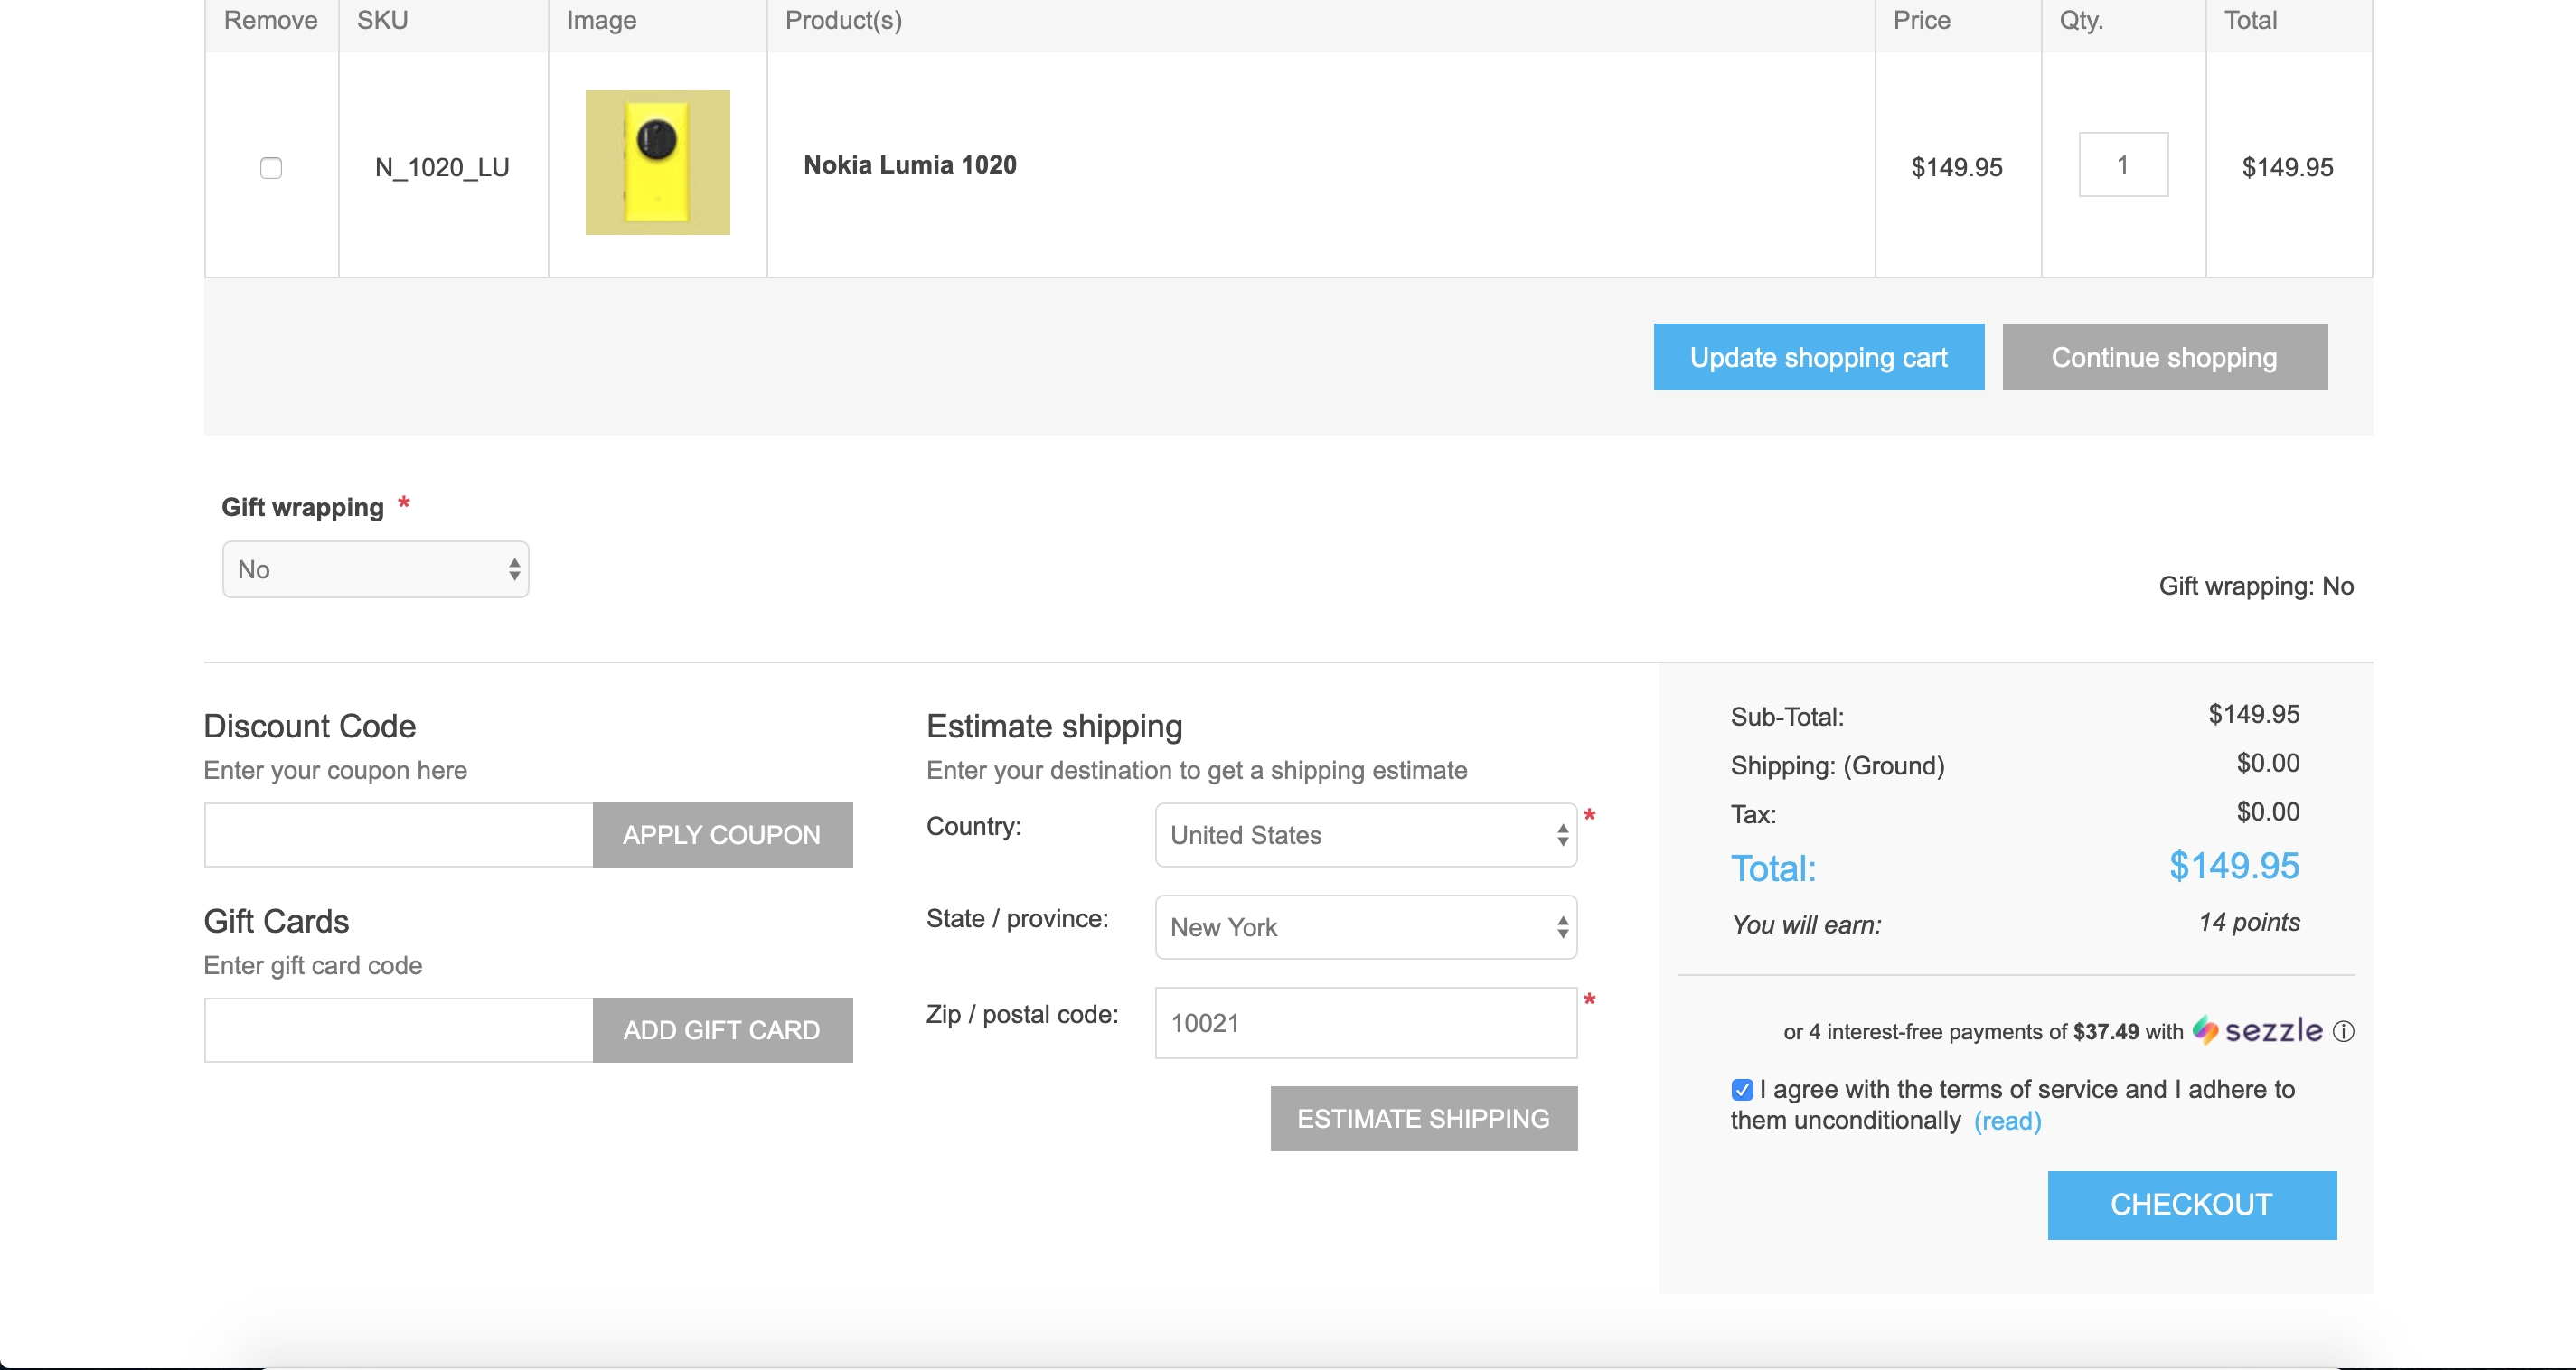 Remove SKU Image Product(s) Price Qty. Total
N_1020_LU Nokia Lumia 1020 $149.95 1 $149.95
Update shopping cart Continue shopping
Gift wrapping *
No
Gift wrapping: No
Discount Code
Enter your coupon here
APPLY COUPON
Gift Cards
Enter gift card code
ADD GIFT CARD
Estimate shipping
Enter your destination to get a shipping estimate
Country: United States *
State / province: New York
Zip / postal code: 10021 *
ESTIMATE SHIPPING
Sub-Total: $149.95
Shipping: (Ground) $0.00
Tax: $0.00
Total: $149.95
You will earn: 14 points
or 4 interest-free payments of $37.49 with sezzle ⓘ
I agree with the terms of service and I adhere to
them unconditionally (read)
CHECKOUT